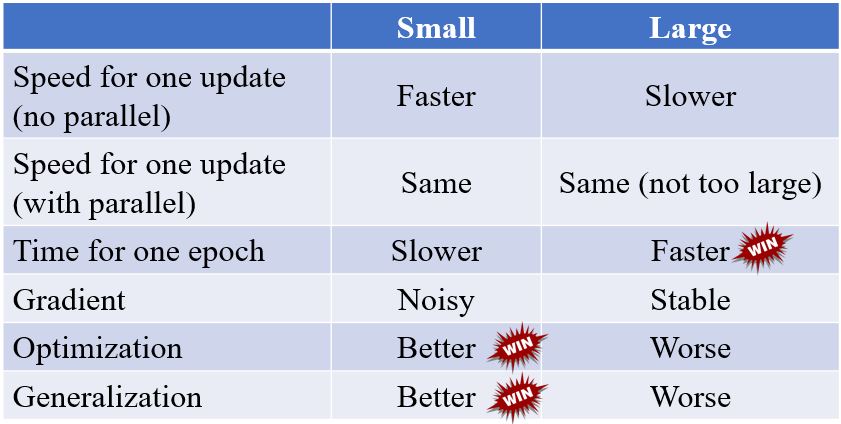 Small Large
Speed for one update
(no parallel) Faster Slower
Speed for one update
(with parallel) Same Same (not too large)
Time for one epoch Slower Faster WIN
Gradient Noisy Stable
Optimization Better WIN Worse
Generalization Better WIN Worse